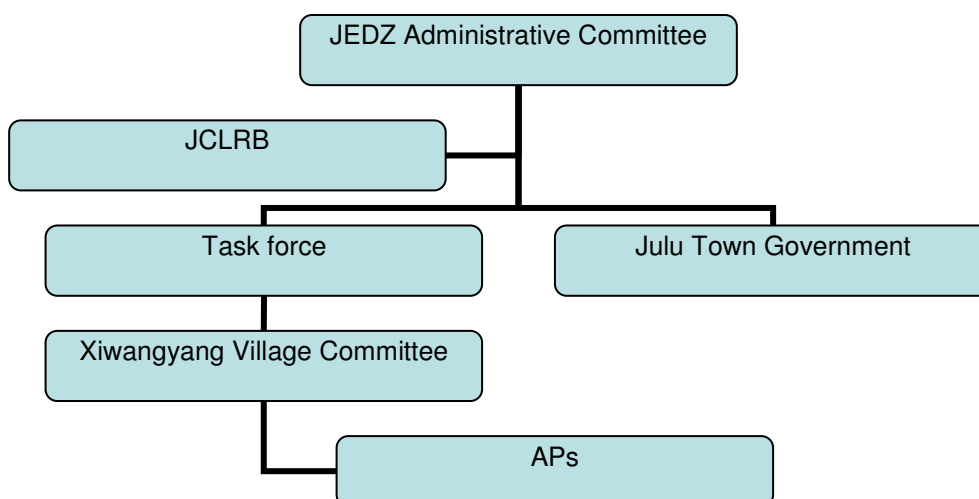 JEDZ Administrative Committee
JCLRB
Task force
Julu Town Government
Xiwangyang Village Committee
APs